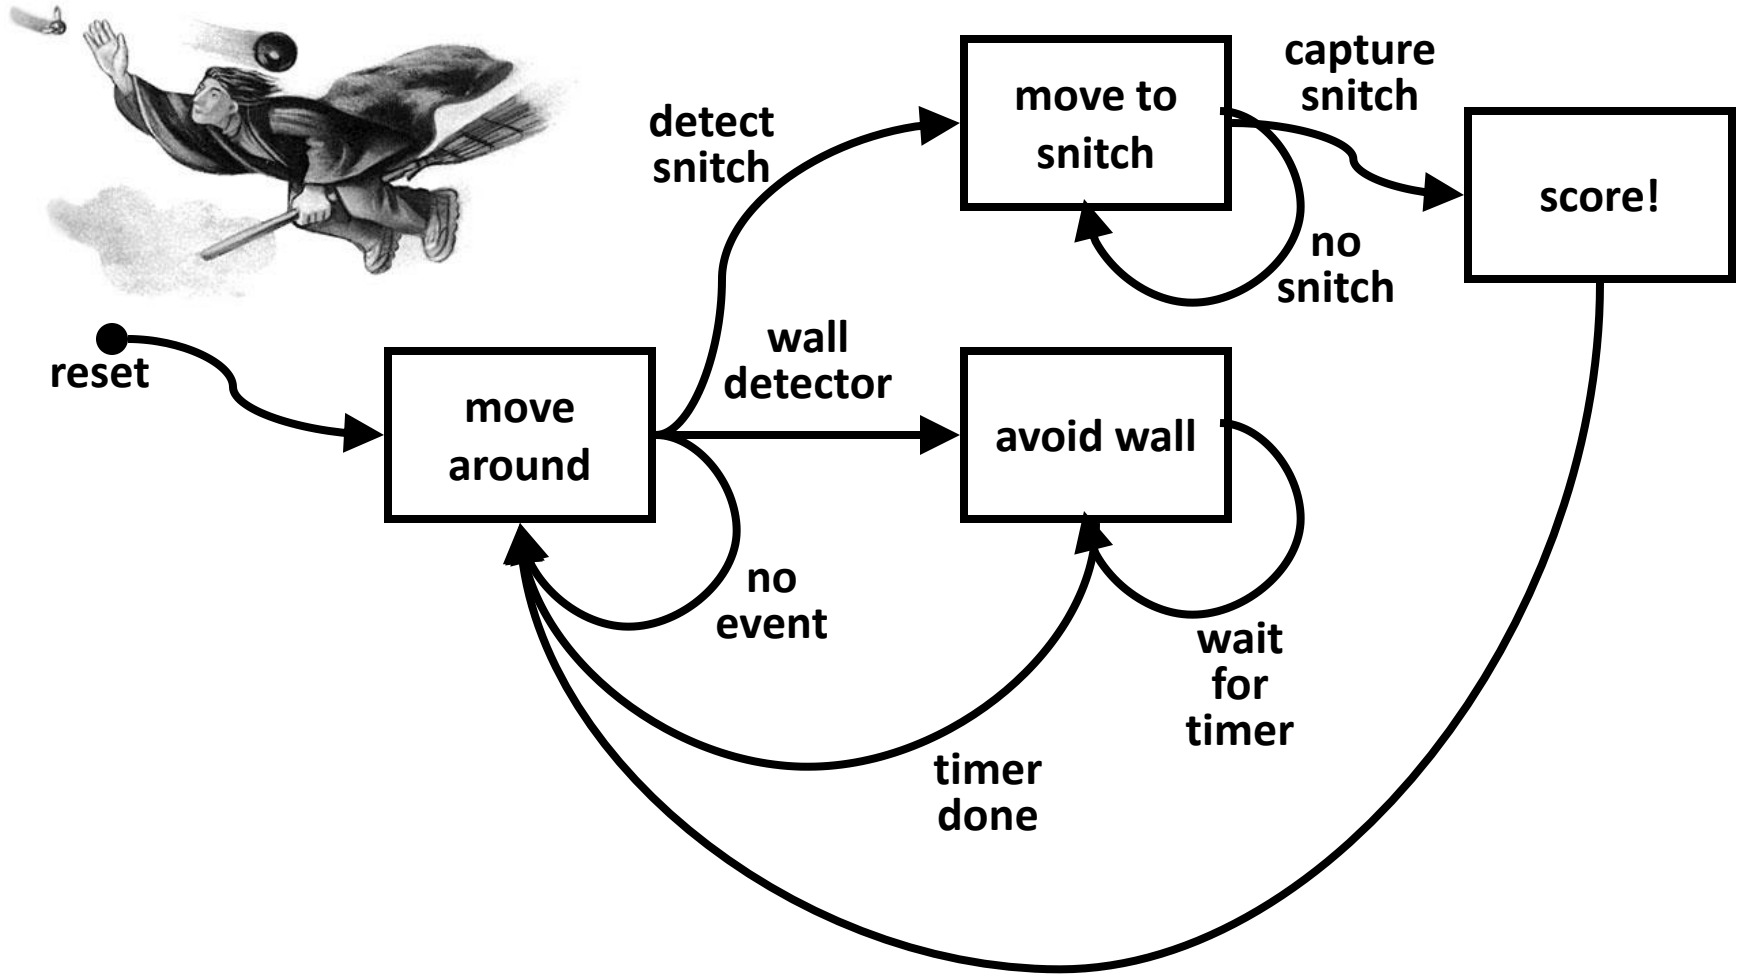 capture
snitch
move to
snitch
detect
snitch
score!
no
snitch
reset
wall
detector
move
around
avoid wall
no
event
wait
for
timer
timer
done